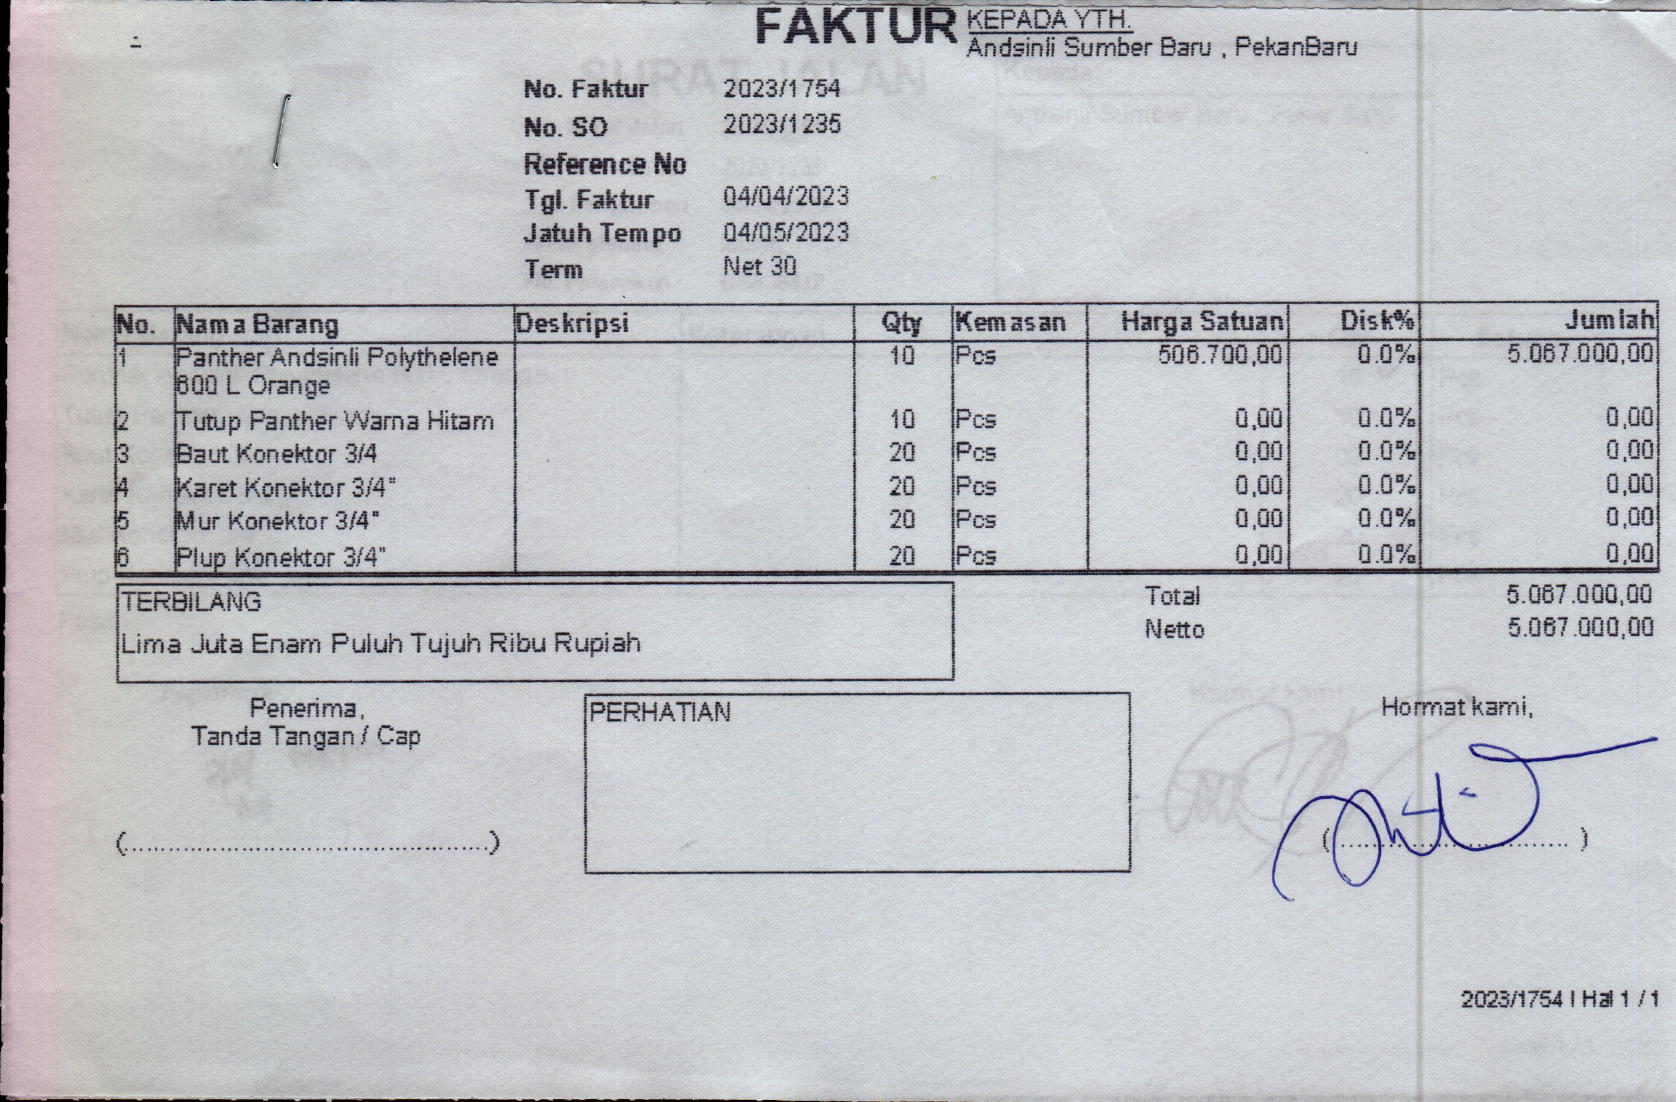 FAKTUR
KEPADA YTH.
Andsinli Sumber Baru , PekanBaru
No. Faktur 2023/1754
No. SO 2023/1235
Reference No
Tgl. Faktur 04/04/2023
Jatuh Tempo 04/05/2023
Term Net 30
No. Nama Barang Deskripsi Qty Kemasan Harga Satuan Disk% Jumlah
1 Panther Andsinli Polythelene 10 Pcs 506.700,00 0.0% 5.067.000,00
600 L Orange
2 Tutup Panther Warna Hitam 10 Pcs 0,00 0.0% 0,00
3 Baut Konektor 3/4 20 Pcs 0,00 0.0% 0,00
4 Karet Konektor 3/4" 20 Pcs 0,00 0.0% 0,00
5 Mur Konektor 3/4" 20 Pcs 0,00 0.0% 0,00
6 Plup Konektor 3/4" 20 Pcs 0,00 0.0% 0,00
TERBILANG
Lima Juta Enam Puluh Tujuh Ribu Rupiah
Total 5.067.000,00
Netto 5.067.000,00
Penerima,
Tanda Tangan / Cap
(................................................)
PERHATIAN
Hormat kami,
(.............................. )
2023/1754 | Hal 1 / 1